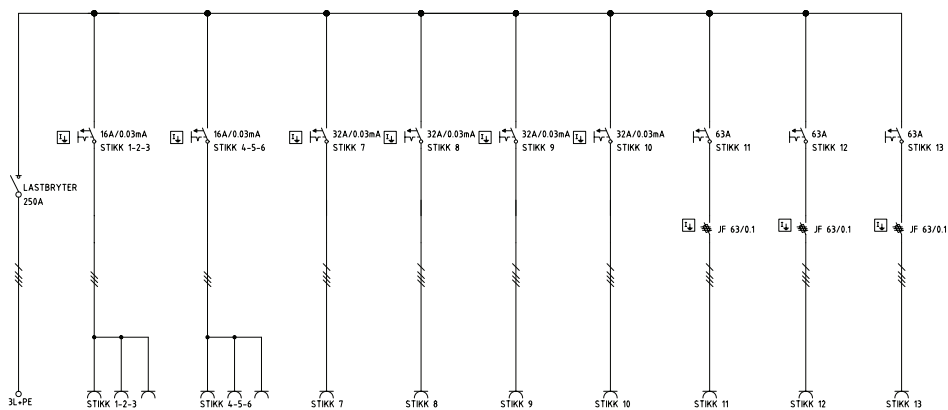 16A/0.03mA
STIKK 1-2-3
16A/0.03mA
STIKK 4-5-6
32A/0.03mA
STIKK 7
32A/0.03mA
STIKK 8
32A/0.03mA
STIKK 9
32A/0.03mA
STIKK 10
63A
STIKK 11
63A
STIKK 12
63A
STIKK 13
LASTBRYTER
250A
JF 63/0.1
JF 63/0.1
JF 63/0.1
3L+PE
STIKK 1-2-3
STIKK 4-5-6
STIKK 7
STIKK 8
STIKK 9
STIKK 10
STIKK 11
STIKK 12
STIKK 13